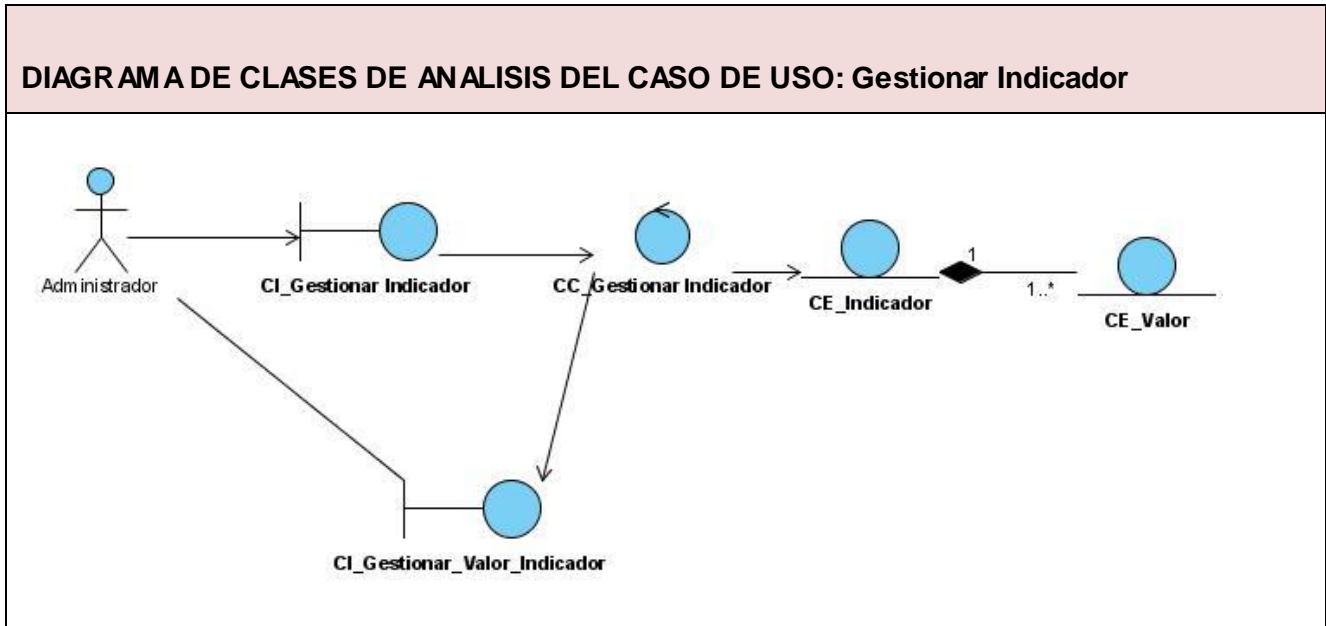 DIAGRAMA DE CLASES DE ANALISIS DEL CASO DE USO: Gestionar Indicador
Administrador
CI_Gestionar Indicador
CC_Gestionar Indicador
CE_Indicador
1
1..*
CE_Valor
CI_Gestionar_Valor_Indicador